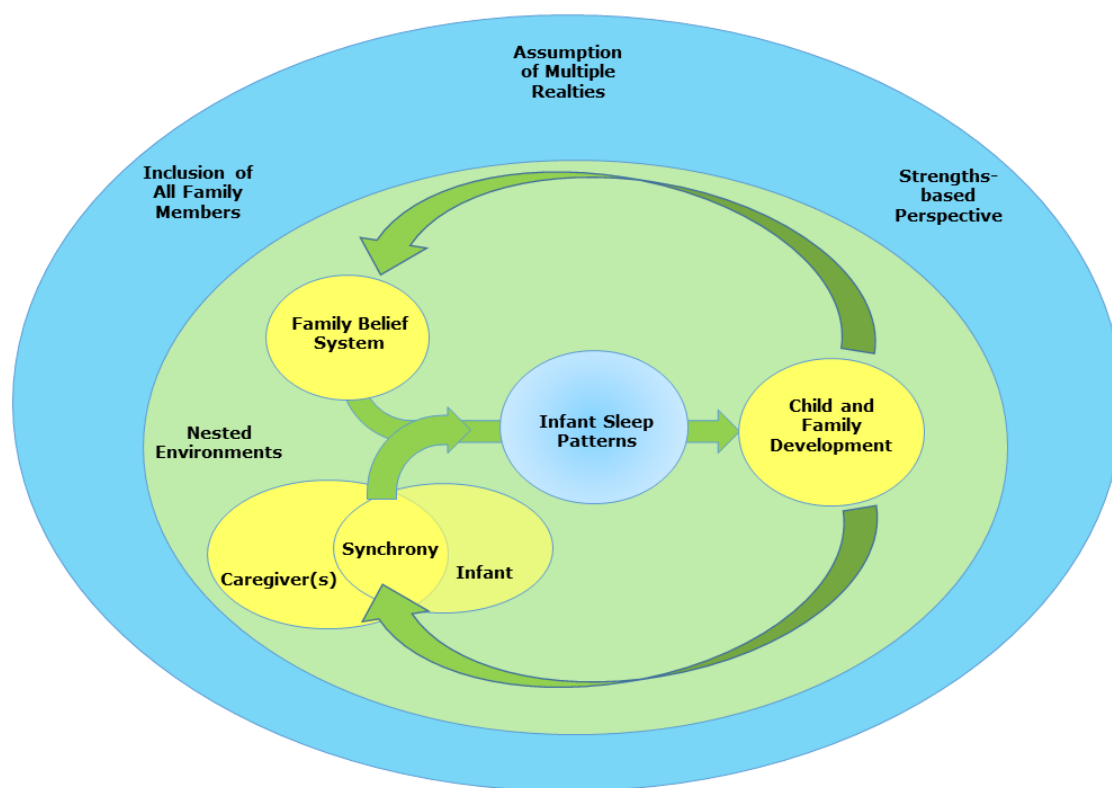 Assumption
of Multiple
Realties
Inclusion of
All Family
Members
Strengths-
based
Perspective
Family Belief
System
Infant Sleep
Patterns
Child and
Family
Development
Nested
Environments
Synchrony
Caregiver(s)
Infant